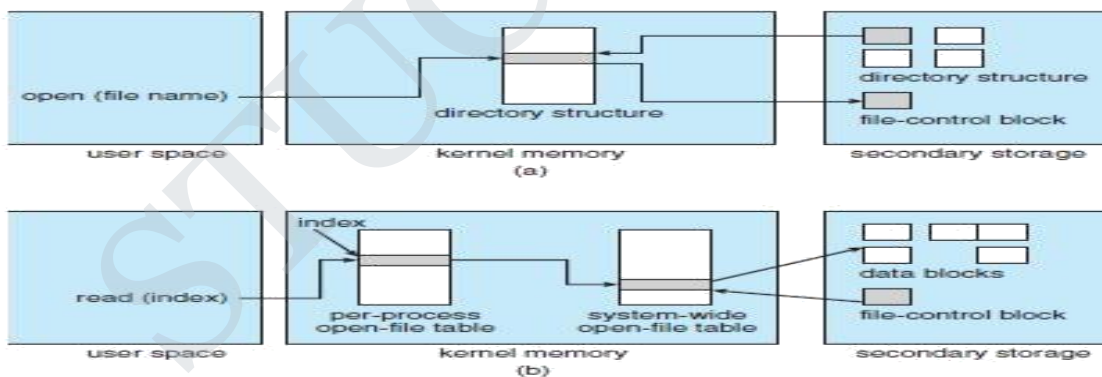 open (file name)
directory structure
directory structure
file-control block
user space
kernel memory
secondary storage
(a)
index
read (index)
per-process
open-file table
system-wide
open-file table
data blocks
file-control block
user space
kernel memory
secondary storage
(b)
STUC